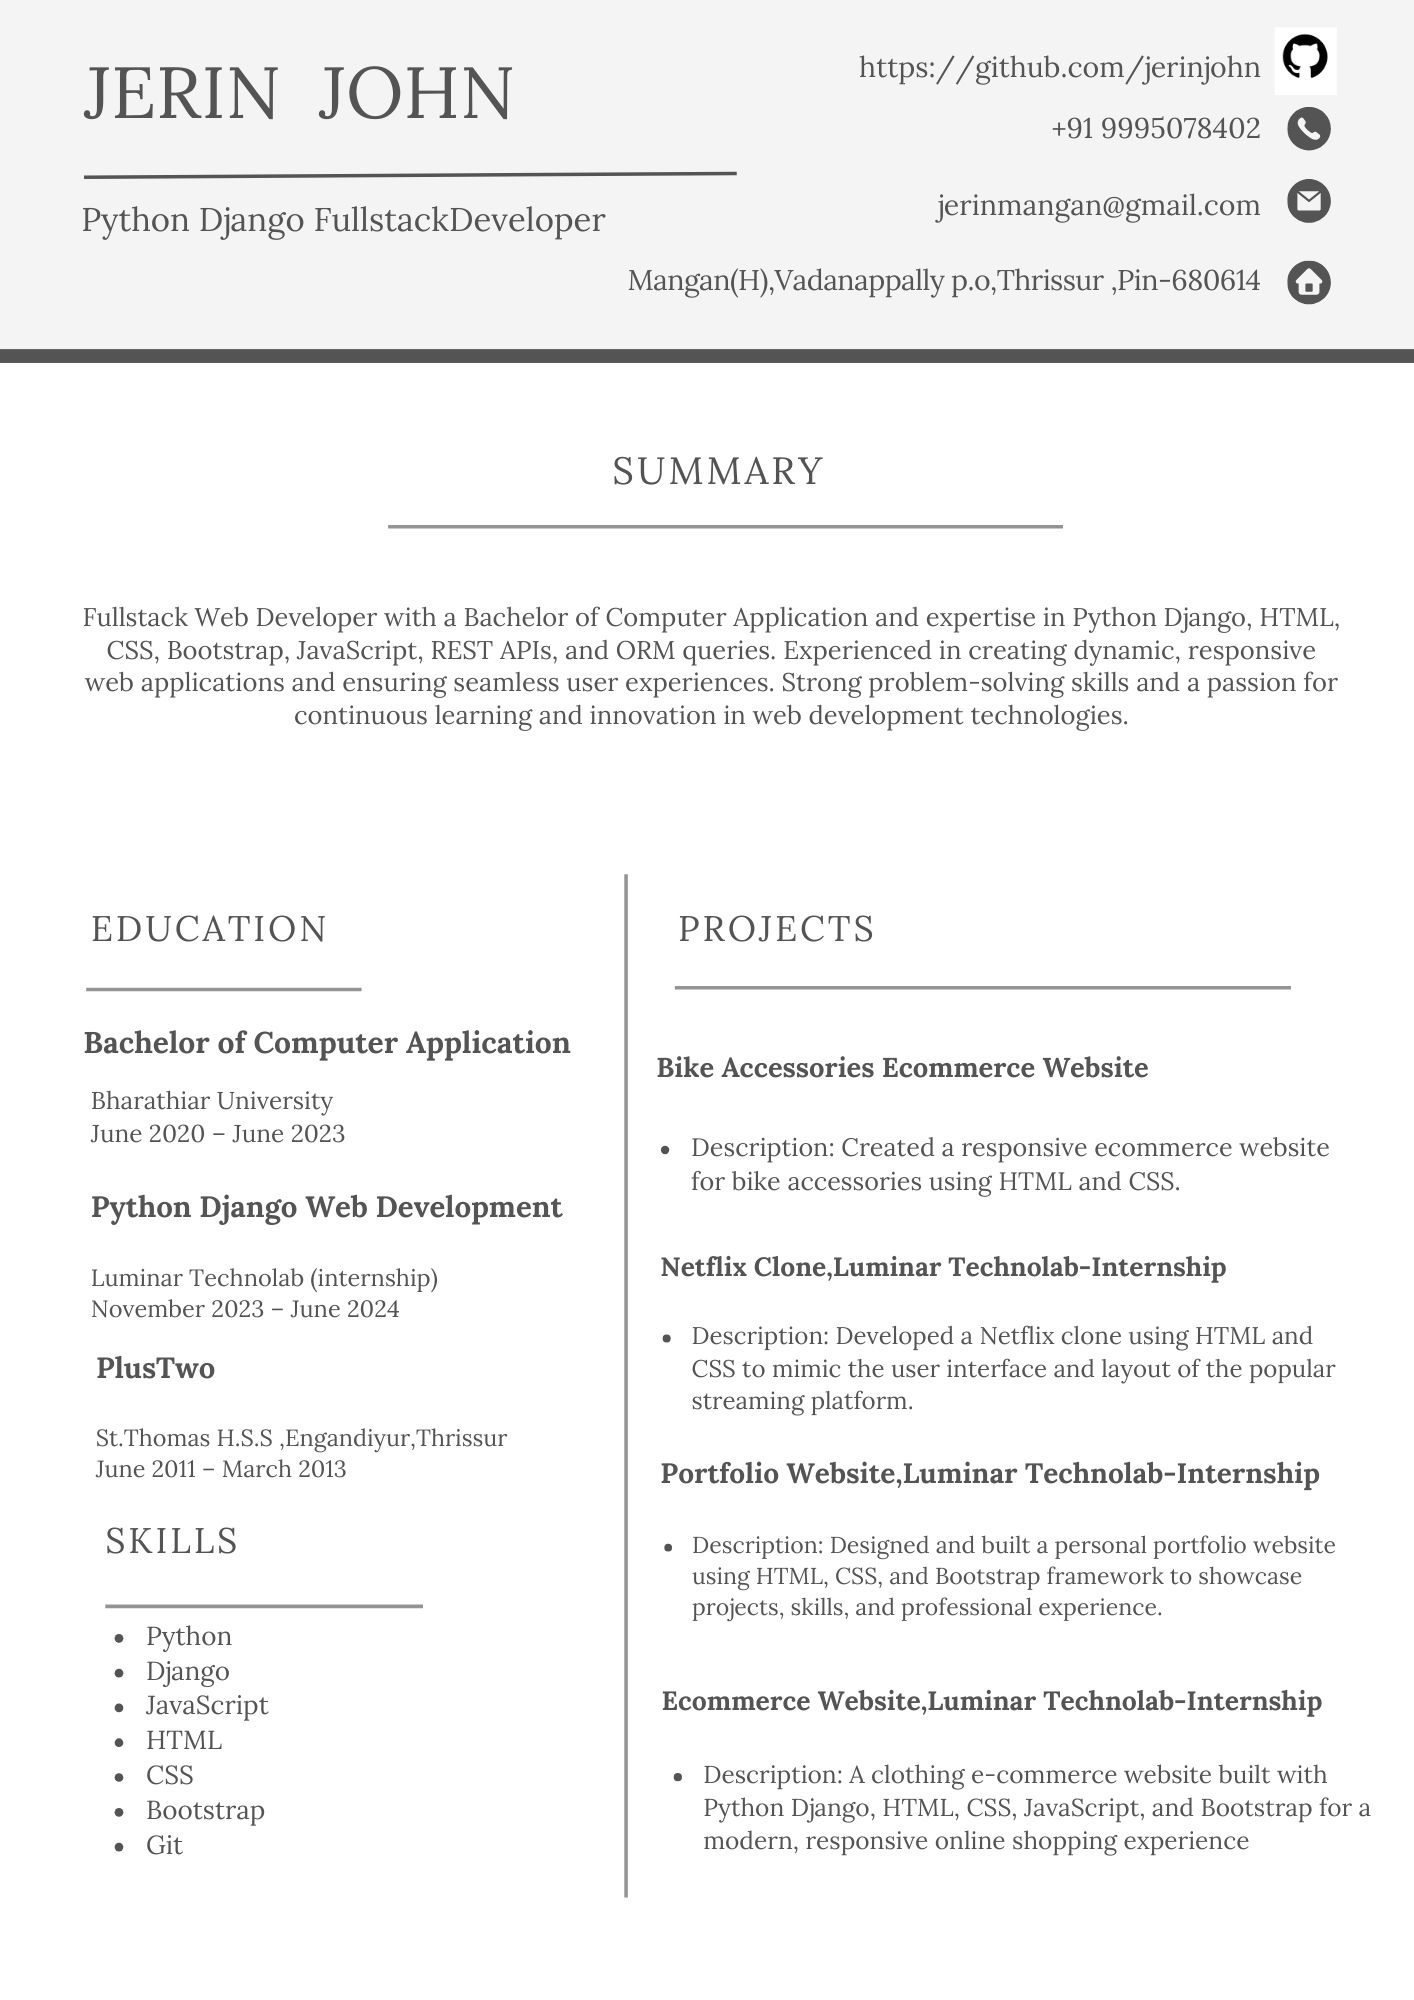 JERIN JOHN
Python Django FullstackDeveloper
https://github.com/jerinjohn
+91 9995078402
jerinmangan@gmail.com
Mangan(H),Vadanappally p.o,Thrissur ,Pin-680614
SUMMARY
Fullstack Web Developer with a Bachelor of Computer Application and expertise in Python Django, HTML,
CSS, Bootstrap, JavaScript, REST APIs, and ORM queries. Experienced in creating dynamic, responsive
web applications and ensuring seamless user experiences. Strong problem-solving skills and a passion for
continuous learning and innovation in web development technologies.
EDUCATION
Bachelor of Computer Application
Bharathiar University
June 2020 – June 2023
Python Django Web Development
Luminar Technolab (internship)
November 2023 – June 2024
PlusTwo
St.Thomas H.S.S ,Engandiyur,Thrissur
June 2011 – March 2013
SKILLS
• Python
• Django
• JavaScript
• HTML
• CSS
• Bootstrap
• Git
PROJECTS
Bike Accessories Ecommerce Website
• Description: Created a responsive ecommerce website
for bike accessories using HTML and CSS.
Netflix Clone,Luminar Technolab-Internship
• Description: Developed a Netflix clone using HTML and
CSS to mimic the user interface and layout of the popular
streaming platform.
Portfolio Website,Luminar Technolab-Internship
• Description: Designed and built a personal portfolio website
using HTML, CSS, and Bootstrap framework to showcase
projects, skills, and professional experience.
Ecommerce Website,Luminar Technolab-Internship
• Description: A clothing e-commerce website built with
Python Django, HTML, CSS, JavaScript, and Bootstrap for a
modern, responsive online shopping experience